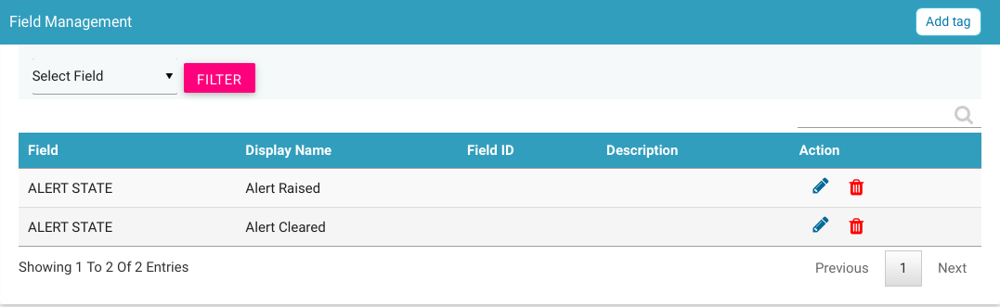 Field Management Add tag
Select Field FILTER
Field Display Name Field ID Description Action
ALERT STATE Alert Raised
ALERT STATE Alert Cleared
Showing 1 To 2 Of 2 Entries Previous 1 Next